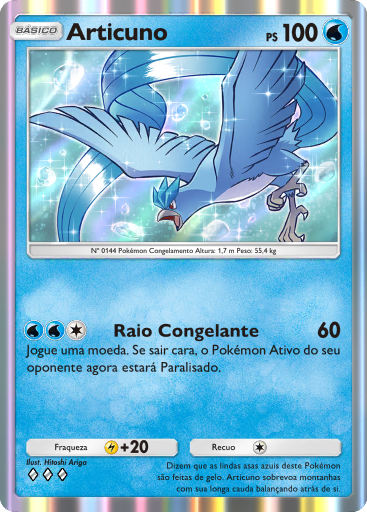 BÁSICO Articuno PS 100
Nº 0144 Pokémon Congelamento Altura: 1,7 m Peso: 55,4 kg
Raio Congelante 60
Jogue uma moeda. Se sair cara, o Pokémon Ativo do seu
oponente agora estará Paralisado.
Fraqueza +20 Recuo
Ilust. Hitoshi Ariga
Dizem que as lindas asas azuis deste Pokémon
são feitas de gelo. Articuno sobrevoa montanhas
com sua longa cauda balançando atrás de si.